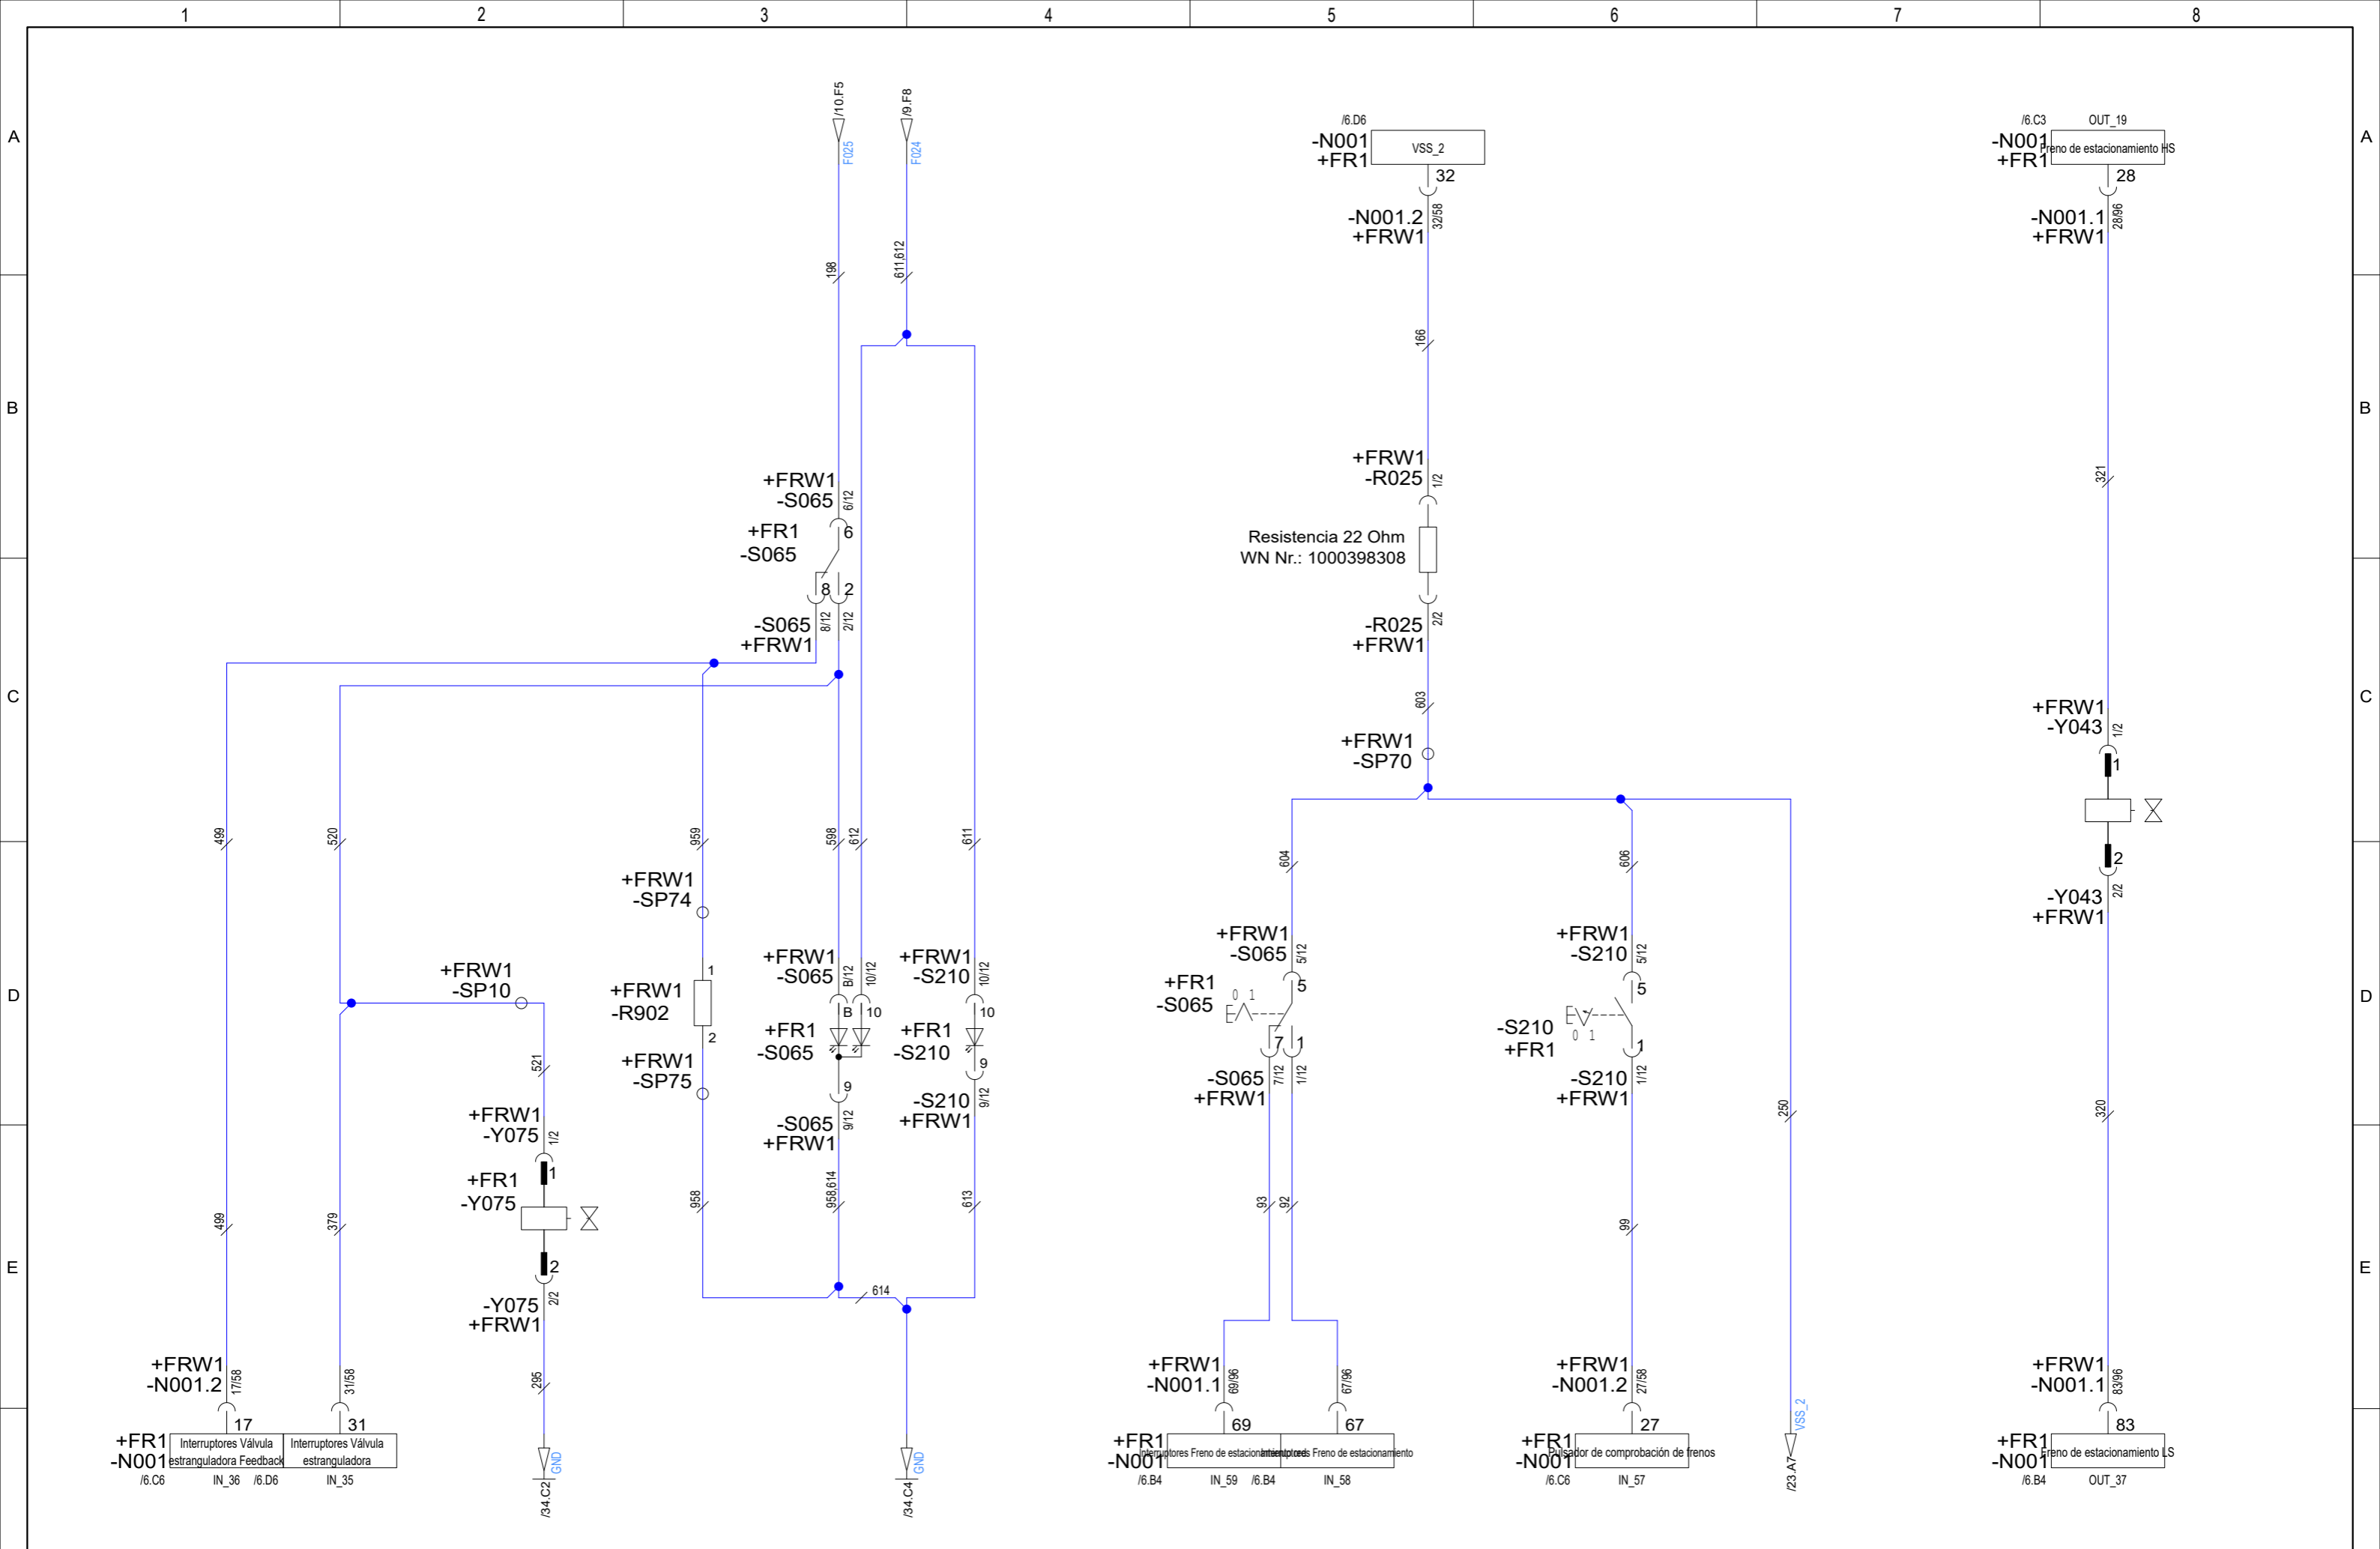 1 2 3 4 5 6 7 8
A A
B B
C C
D D
E E
/10.F5
F025
/9.F8
F024
198
611,612
+FRW1
-S065
6/12
+FR1
-S065
6
8 2
-S065
+FRW1
8/12
2/12
499
520
959
598
612
611
+FRW1
-SP74
+FRW1
-SP10
+FRW1
-R902
1
2
+FRW1
-SP75
+FRW1
-S065
B/12
10/12
B 10
+FR1
-S065
9
-S065
+FRW1
9/12
+FRW1
-S210
10/12
10
+FR1
-S210
9
-S210
+FRW1
9/12
521
+FRW1
-Y075
1/2
+FR1
-Y075
1
2
-Y075
+FRW1
2/2
499
379
958
958,614
613
614
295
+FRW1
-N001.2
17/58
31/58
17
31
+FR1
-N001
Interruptores Válvula
estranguladora Feedback
Interruptores Válvula
estranguladora
/6.C6
IN_36
/6.D6
IN_35
GND
/34.C2
GND
/34.C4
/6.D6
-N001
+FR1
VSS_2
32
-N001.2
+FRW1
32/58
166
+FRW1
-R025
1/2
Resistencia 22 Ohm
WN Nr.: 1000398308
-R025
+FRW1
2/2
603
+FRW1
-SP70
604
606
+FRW1
-S065
5/12
+FR1
-S065
0 1
5
7 1
-S065
+FRW1
7/12
1/12
+FRW1
-S210
5/12
5
-S210
+FR1
0 1
1
-S210
+FRW1
1/12
250
93
92
99
+FRW1
-N001.1
69/96
67/96
69
67
+FR1
-N001
Interruptores Freno de estacionamiento
Interruptores Freno de estacionamiento
/6.B4
IN_59
/6.B4
IN_58
+FRW1
-N001.2
27/58
27
+FR1
-N001
Pulsador de comprobación de frenos
/6.C6
IN_57
VSS_2
/23.A7
/6.C3
OUT_19
-N001
+FR1
Freno de estacionamiento HS
28
-N001.1
+FRW1
28/96
321
+FRW1
-Y043
1/2
1
2
-Y043
+FRW1
2/2
320
+FRW1
-N001.1
83/96
83
+FR1
-N001
Freno de estacionamiento LS
/6.B4
OUT_37